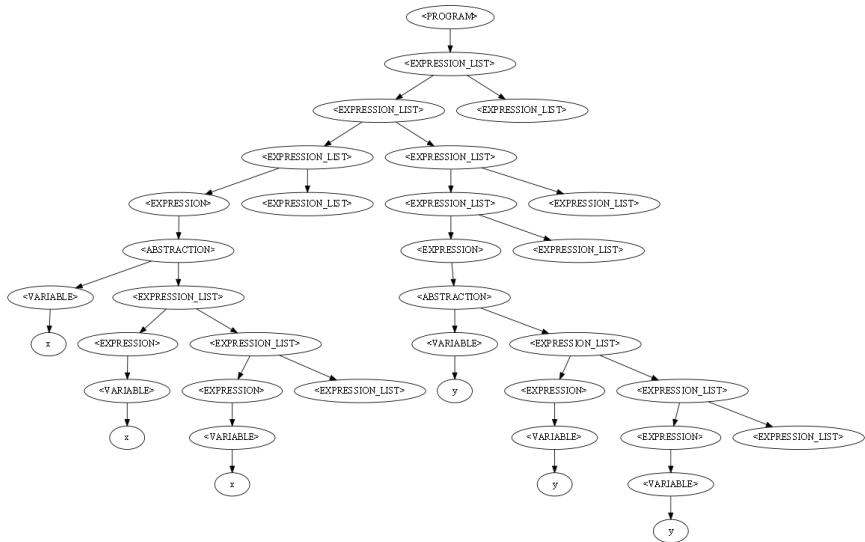 <PROGRAM>
<EXPRESSION_LIST>
<EXPRESSION_LIST> <EXPRESSION_LIST>
<EXPRESSION_LIST> <EXPRESSION_LIST>
<EXPRESSION> <EXPRESSION_LIST> <EXPRESSION_LIST> <EXPRESSION_LIST>
<ABSTRACTION> <EXPRESSION> <EXPRESSION_LIST>
<VARIABLE> <EXPRESSION_LIST> <ABSTRACTION>
x <EXPRESSION> <EXPRESSION_LIST> <VARIABLE> <EXPRESSION_LIST>
<VARIABLE> <EXPRESSION> <EXPRESSION_LIST> y <EXPRESSION> <EXPRESSION_LIST>
x <VARIABLE> <VARIABLE> <EXPRESSION> <EXPRESSION_LIST>
x y <VARIABLE>
y